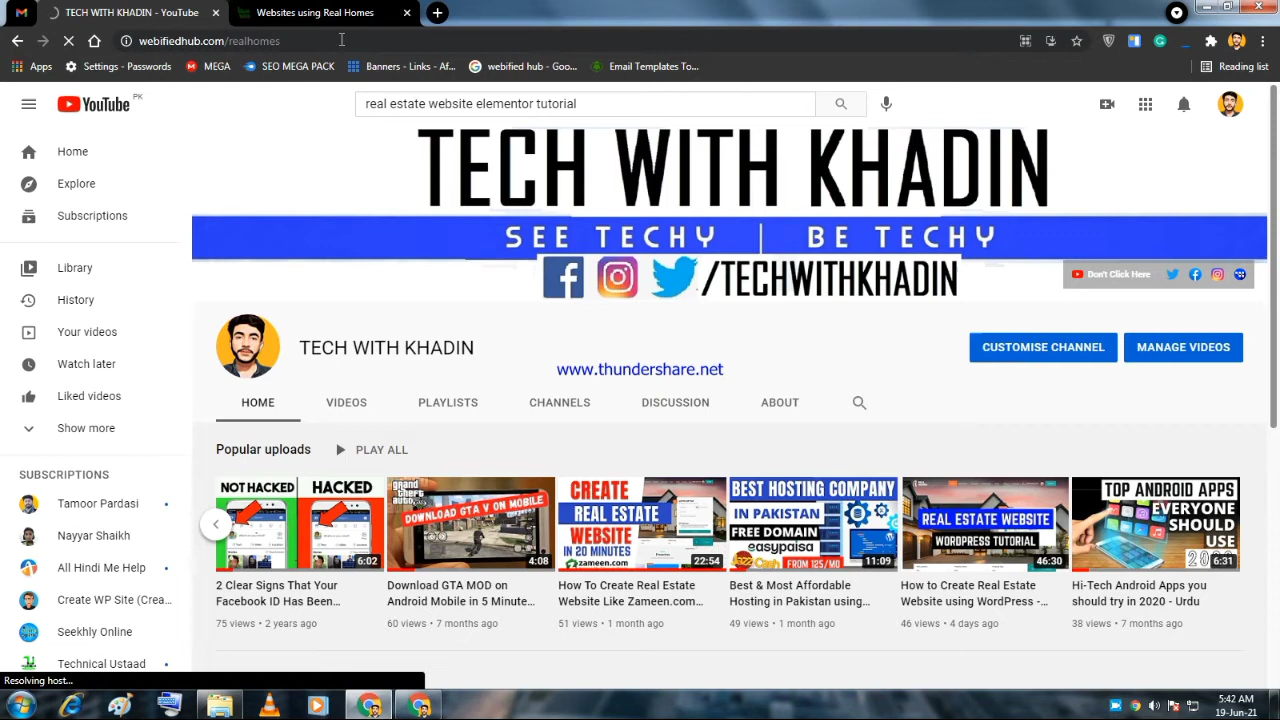 TECH WITH KHADIN - YouTube
Websites using Real Homes
webifiedhub.com/realhomes
Apps
Settings - Passwords
MEGA
SEO MEGA PACK
Banners - Links - Af...
webified hub - Goo...
Email Templates To...
Reading list
YouTube PK
real estate website elementor tutorial
Home
Explore
Subscriptions
Library
History
Your videos
Watch later
Liked videos
Show more
SUBSCRIPTIONS
Tamoor Pardasi
Nayyar Shaikh
All Hindi Me Help
Create WP Site (Crea...
Seekhly Online
Technical Ustaad
TECH WITH KHADIN
SEE TECHY | BE TECHY
/TECHWITHKHADIN
Don't Click Here
TECH WITH KHADIN
www.thundershare.net
CUSTOMISE CHANNEL
MANAGE VIDEOS
HOME
VIDEOS
PLAYLISTS
CHANNELS
DISCUSSION
ABOUT
Popular uploads
PLAY ALL
NOT HACKED
HACKED
6:02
2 Clear Signs That Your
Facebook ID Has Been...
75 views • 2 years ago
DOWNLOAD GTA V ON MOBILE
4:08
Download GTA MOD on
Android Mobile in 5 Minute...
60 views • 7 months ago
CREATE
REAL ESTATE
WEBSITE
IN 20 MINUTES
zameen.com
22:54
How To Create Real Estate
Website Like Zameen.com...
51 views • 1 month ago
BEST HOSTING COMPANY
IN PAKISTAN
FREE DOMAIN
easypaisa
FROM 125/MO
11:09
Best & Most Affordable
Hosting in Pakistan using...
49 views • 1 month ago
REAL ESTATE WEBSITE
WORDPRESS TUTORIAL
46:30
How to Create Real Estate
Website using WordPress -...
46 views • 4 days ago
TOP ANDROID APPS
EVERYONE
SHOULD
USE
6:31
Hi-Tech Android Apps you
should try in 2020 - Urdu
38 views • 7 months ago
Resolving host...
5:42 AM
19-Jun-21